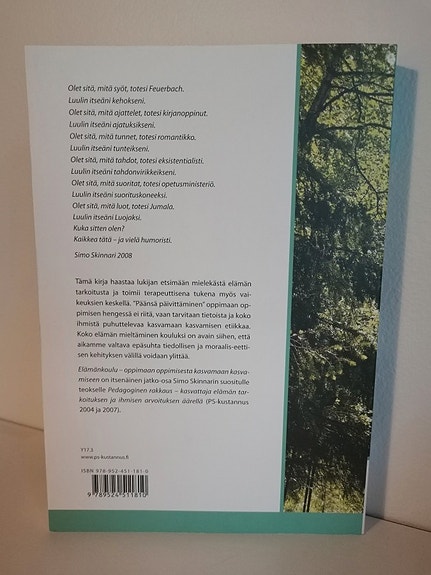 Olet sitä, mitä syöt, totesi Feuerbach.
Luulin itseäni kehokseni.
Olet sitä, mitä ajattelet, totesi kirjanoppinut.
Luulin itseäni ajatuksikseni.
Olet sitä, mitä tunnet, totesi romantikko.
Luulin itseäni tunteikseni.
Olet sitä, mitä tahdot, totesi eksistentialisti.
Luulin itseäni tahdonvirikkeikseni.
Olet sitä, mitä suoritat, totesi opetusministeriö.
Luulin itseäni suorituskoneeksi.
Olet sitä, mitä luot, totesi Jumala.
Luulin itseäni Luojaksi.
Kuka sitten olen?
Kaikkea tätä – ja vielä humoristi.
Simo Skinnari 2008
Tämä kirja haastaa lukijan etsimään mielekästä elämän
tarkoitusta ja toimii terapeuttisena tukena myös vai-
keuksien keskellä. "Päänsä päivittäminen" oppimaan op-
pimisen hengessä ei riitä, vaan tarvitaan tietoista ja koko
ihmistä puhuttelevaa kasvamaan kasvamisen etiikkaa.
Koko elämän mieltäminen kouluksi on avain siihen, että
aikamme valtava epäsuhta tiedollisen ja moraalis-eetti-
sen kehityksen välillä voidaan ylittää.
Elämänkoulu – oppimaan oppimisesta kasvamaan kasva-
miseen on itsenäinen jatko-osa Simo Skinnarin suositulle
teokselle Pedagoginen rakkaus – kasvattaja elämän tar-
koituksen ja ihmisen arvoituksen äärellä (PS-kustannus
2004 ja 2007).
Y17.3
www.ps-kustannus.fi
ISBN 978-952-451-181-0
9 789524 511810